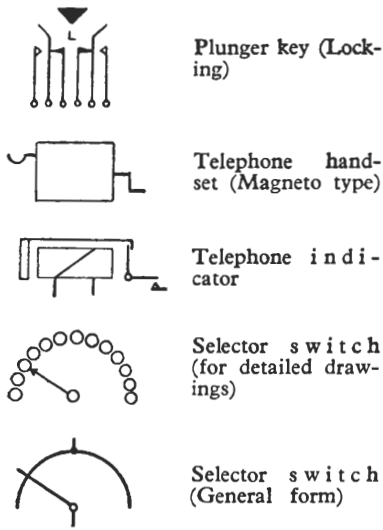 L
Plunger key (Lock-
ing)
Telephone hand-
set (Magneto type)
Telephone indi-
cator
Selector switch
(for detailed draw-
ings)
Selector switch
(General form)